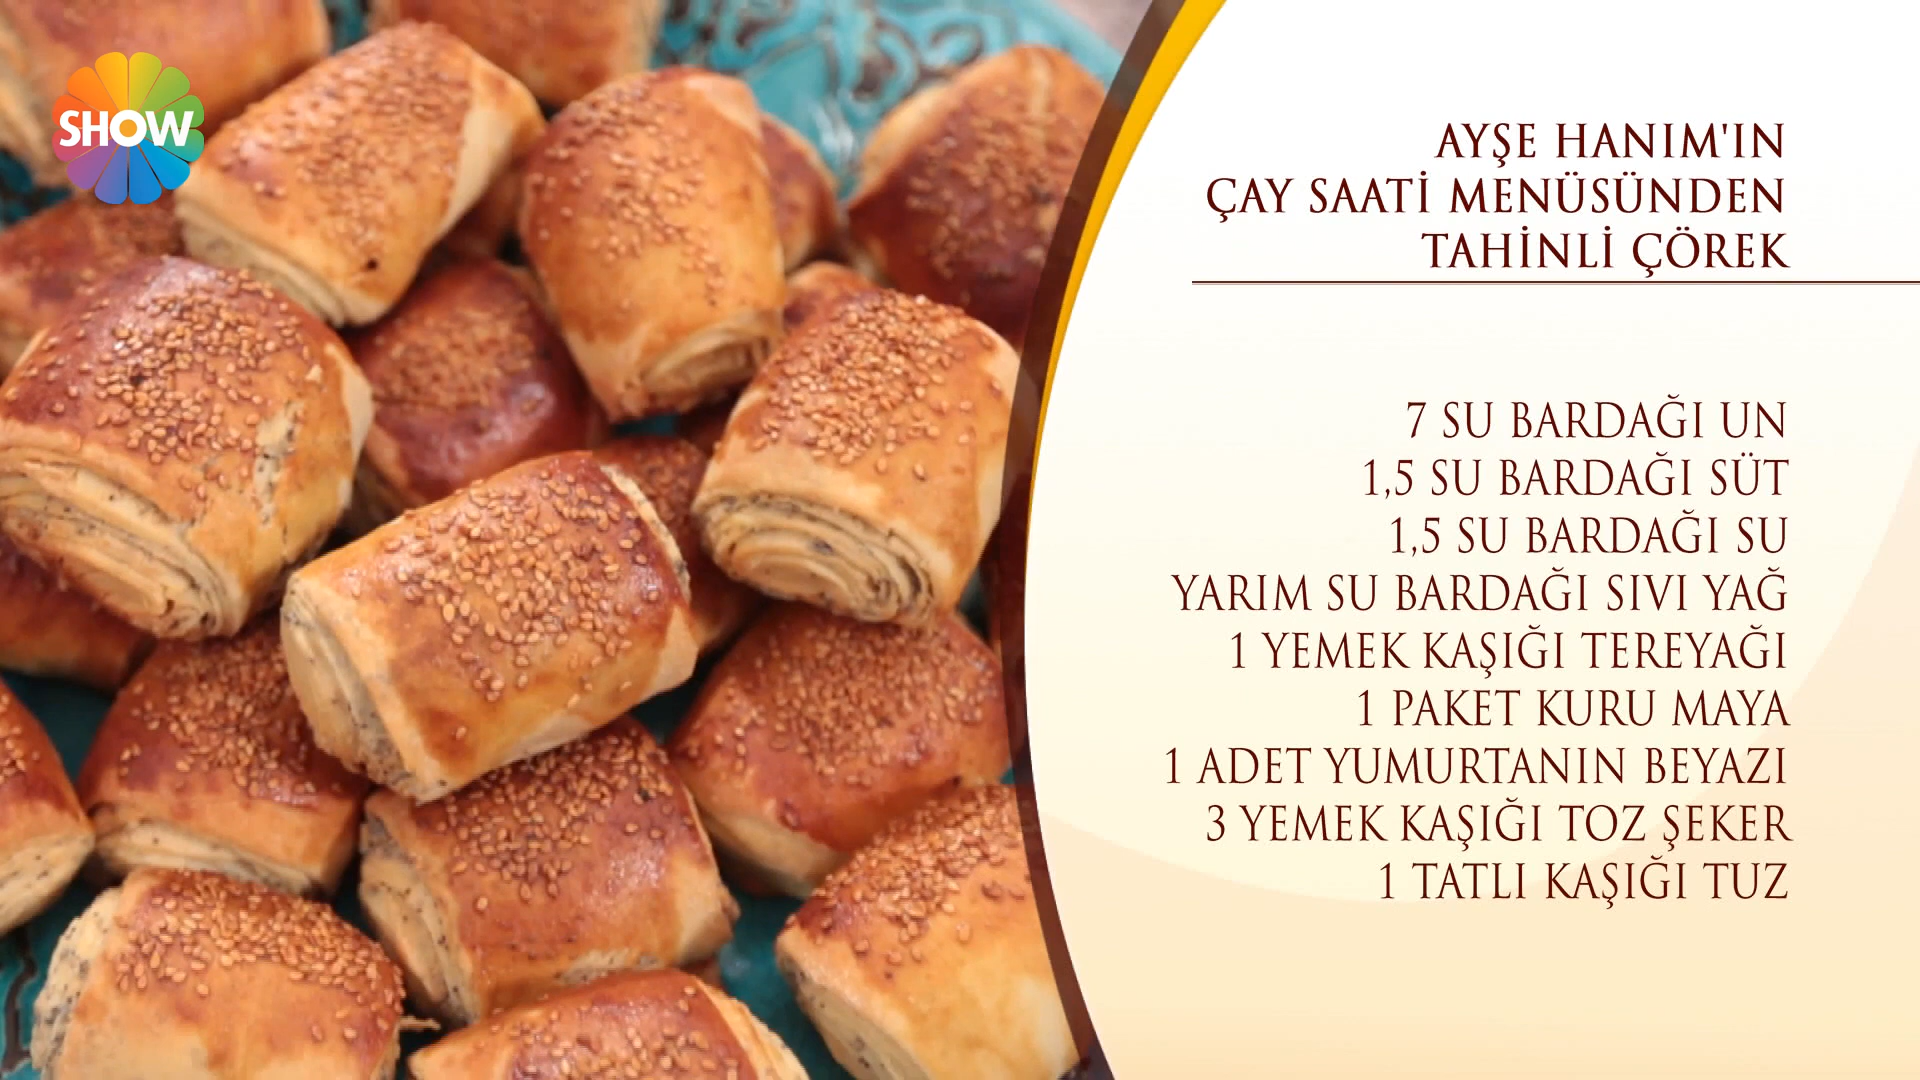 SHOW
AYŞE HANIM'IN
ÇAY SAATİ MENÜSÜNDEN
TAHİNLİ ÇÖREK
7 SU BARDAĞI UN
1,5 SU BARDAĞI SÜT
1,5 SU BARDAĞI SU
YARIM SU BARDAĞI SIVI YAĞ
1 YEMEK KAŞIĞI TEREYAĞI
1 PAKET KURU MAYA
1 ADET YUMURTANIN BEYAZI
3 YEMEK KAŞIĞI TOZ ŞEKER
1 TATLI KAŞIĞI TUZ